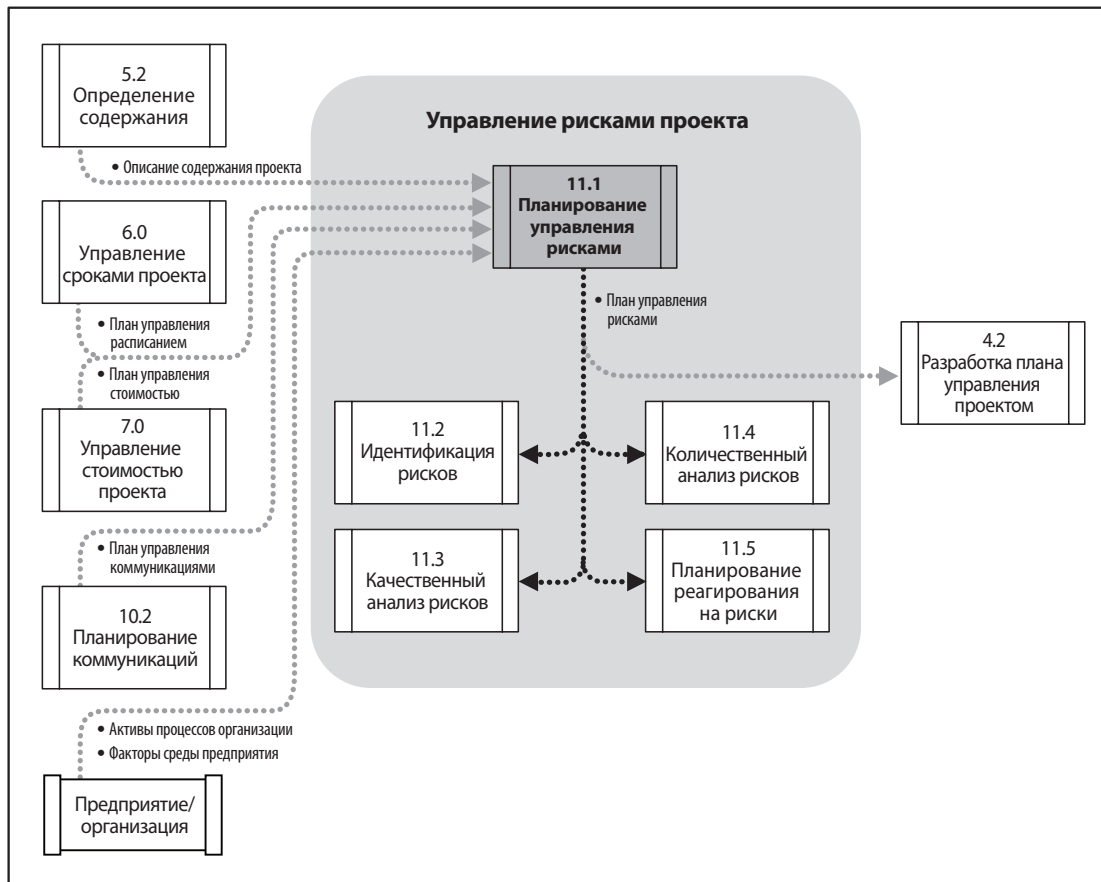 5.2
Определение
содержания
• Описание содержания проекта
6.0
Управление
сроками проекта
• План управления
расписанием
• План управления
стоимостью
7.0
Управление
стоимостью
проекта
• План управления
коммуникациями
10.2
Планирование
коммуникаций
• Активы процессов организации
• Факторы среды предприятия
Предприятие/
организация
Управление рисками проекта
11.1
Планирование
управления
рисками
• План управления
рисками
11.2
Идентификация
рисков
11.4
Количественный
анализ рисков
11.3
Качественный
анализ рисков
11.5
Планирование
реагирования
на риски
4.2
Разработка плана
управления
проектом